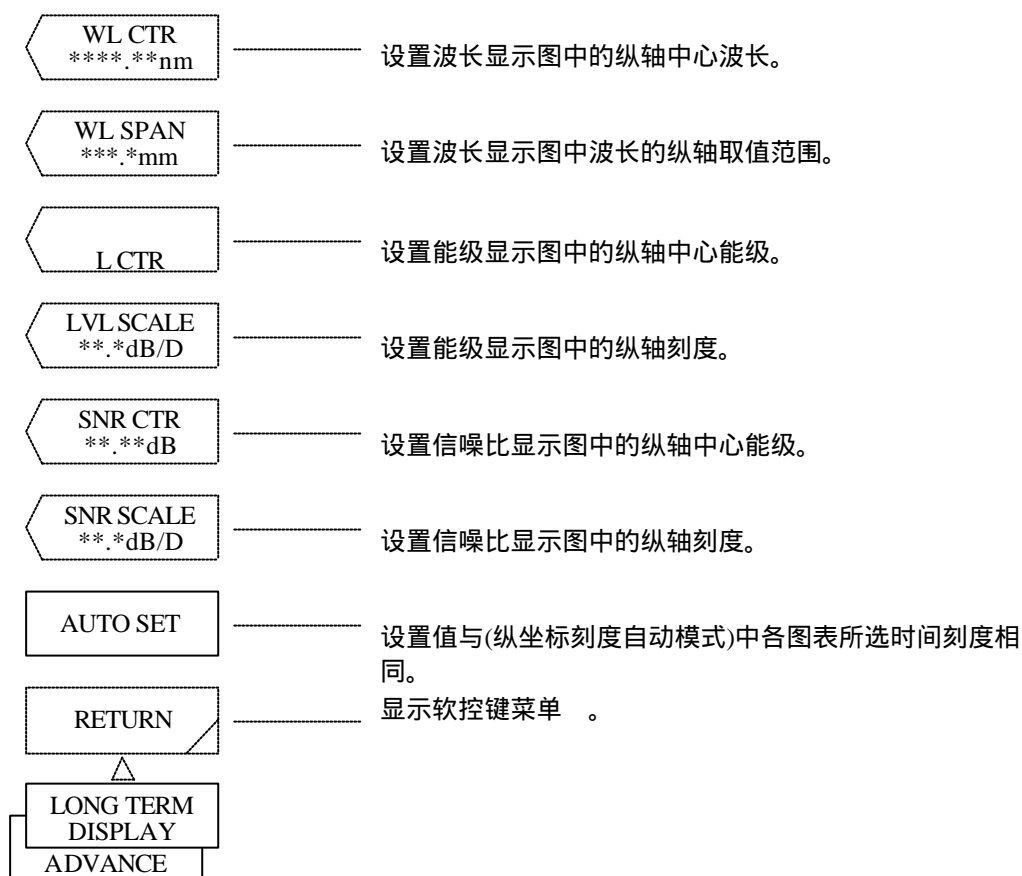 WL CTR
****.**nm
设置波长显示图中的纵轴中心波长。
WL SPAN
***.*mm
设置波长显示图中波长的纵轴取值范围。
L CTR
设置能级显示图中的纵轴中心能级。
LVL SCALE
**.*dB/D
设置能级显示图中的纵轴刻度。
SNR CTR
**.**dB
设置信噪比显示图中的纵轴中心能级。
SNR SCALE
**.*dB/D
设置信噪比显示图中的纵轴刻度。
AUTO SET
设置值与(纵坐标刻度自动模式)中各图表所选时间刻度相
同。
RETURN
显示软控键菜单 。
LONG TERM
DISPLAY
ADVANCE